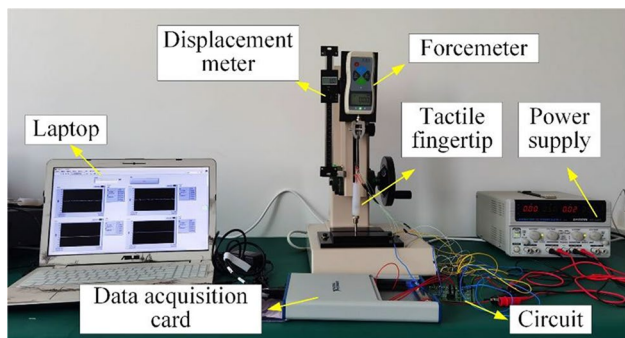 Displacement
meter
Forcemeter
Laptop
Tactile
fingertip
Power
supply
Data acquisition
card
Circuit